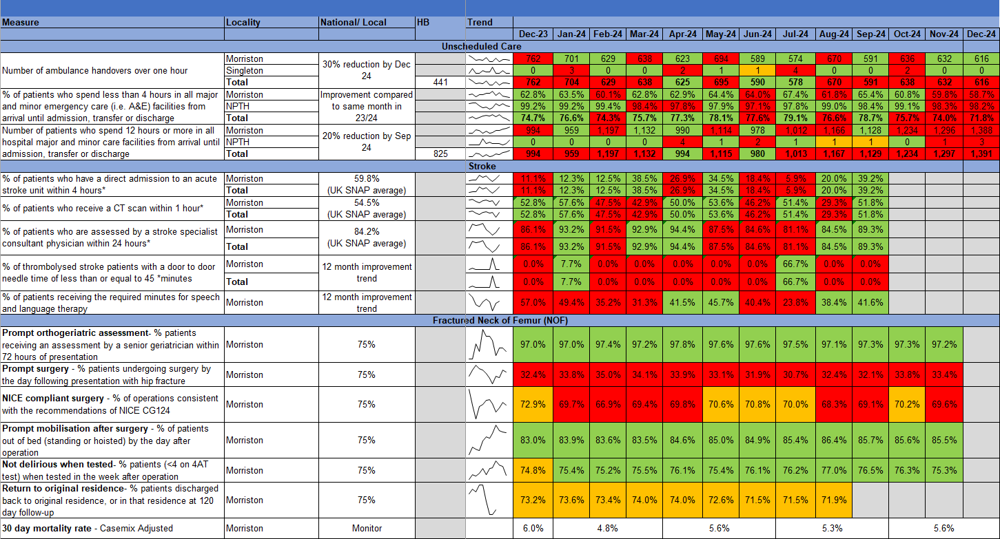 Measure Locality National/ Local HB Trend
Dec-23 Jan-24 Feb-24 Mar-24 Apr-24 May-24 Jun-24 Jul-24 Aug-24 Sep-24 Oct-24 Nov-24 Dec-24
Unscheduled Care
Number of ambulance handovers over one hour
30% reduction by Dec
24
Morriston 762 701 629 638 623 694 589 574 670 591 636 632 616
Singleton 0 3 0 0 2 1 1 4 0 0 2 0 0
Total 441 762 704 629 638 625 695 590 578 670 591 638 632 616
% of patients who spend less than 4 hours in all major
and minor emergency care (i.e. A&E) facilities from
arrival until admission, transfer or discharge
Improvement compared
to same month in
23/24
Morriston 62.8% 63.5% 60.1% 62.8% 62.9% 64.4% 64.0% 67.4% 61.8% 65.4% 60.8% 59.8% 58.7%
NPTH 99.2% 99.2% 99.4% 98.4% 97.8% 97.9% 97.1% 97.8% 99.0% 98.4% 99.1% 98.3% 98.2%
Total 74.7% 76.6% 74.3% 75.7% 77.3% 78.1% 77.6% 79.1% 76.6% 78.7% 75.7% 74.0% 71.8%
Number of patients who spend 12 hours or more in all
hospital major and minor care facilities from arrival until
admission, transfer or discharge
20% reduction by Sep
24
Morriston 994 959 1,197 1,132 990 1,114 978 1,012 1,166 1,128 1,234 1,296 1,388
NPTH 0 0 0 0 4 1 2 1 1 1 0 1 3
Total 825 994 959 1,197 1,132 994 1,115 980 1,013 1,167 1,129 1,234 1,297 1,391
Stroke
% of patients who have a direct admission to an acute
stroke unit within 4 hours*
59.8%
(UK SNAP average)
Morriston 11.1% 12.3% 12.5% 38.5% 26.9% 34.5% 18.4% 5.9% 20.0% 39.2%
Total 11.1% 12.3% 12.5% 38.5% 26.9% 34.5% 18.4% 5.9% 20.0% 39.2%
% of patients who receive a CT scan within 1 hour*
54.5%
(UK SNAP average)
Morriston 52.8% 57.6% 47.5% 42.9% 50.0% 53.6% 46.2% 51.4% 29.3% 51.8%
Total 52.8% 57.6% 47.5% 42.9% 50.0% 53.6% 46.2% 51.4% 29.3% 51.8%
% of patients who are assessed by a stroke specialist
consultant physician within 24 hours*
84.2%
(UK SNAP average)
Morriston 86.1% 93.2% 91.5% 92.9% 94.4% 87.5% 84.6% 81.1% 84.5% 89.3%
Total 86.1% 93.2% 91.5% 92.9% 94.4% 87.5% 84.6% 81.1% 84.5% 89.3%
% of thrombolysed stroke patients with a door to door
needle time of less than or equal to 45 *minutes
12 month improvement
trend
Morriston 0.0% 7.7% 0.0% 0.0% 0.0% 0.0% 0.0% 66.7% 0.0% 0.0%
Total 0.0% 7.7% 0.0% 0.0% 0.0% 0.0% 0.0% 66.7% 0.0% 0.0%
% of patients receiving the required minutes for speech
and language therapy
12 month improvement
trend
Morriston 57.0% 49.4% 35.2% 31.3% 41.5% 45.7% 40.4% 23.8% 38.4% 41.6%
Fractured Neck of Femur (NOF)
Prompt orthogeriatric assessment- % patients
receiving an assessment by a senior geriatrician within
72 hours of presentation
Morriston 75% 97.0% 97.0% 97.4% 97.2% 97.8% 97.6% 97.6% 97.5% 97.1% 97.3% 97.3% 97.2%
Prompt surgery - % patients undergoing surgery by
the day following presentation with hip fracture
Morriston 75% 32.4% 33.8% 35.0% 34.1% 33.9% 33.1% 31.9% 30.7% 32.4% 32.1% 33.8% 33.4%
NICE compliant surgery - % of operations consistent
with the recommendations of NICE CG124
Morriston 75% 72.9% 69.7% 66.9% 69.4% 69.8% 70.6% 70.8% 70.0% 68.3% 69.1% 70.2% 69.6%
Prompt mobilisation after surgery - % of patients
out of bed (standing or hoisted) by the day after
operation
Morriston 75% 83.0% 83.9% 83.6% 83.5% 84.6% 85.0% 84.9% 85.4% 86.4% 85.7% 85.6% 85.5%
Not delirious when tested- % patients (<4 on 4AT
test) when tested in the week after operation
Morriston 75% 74.8% 75.4% 75.2% 75.5% 76.1% 75.4% 76.1% 76.2% 77.0% 76.5% 76.3% 75.3%
Return to original residence- % patients discharged
back to original residence, or in that residence at 120
day follow-up
Morriston 75% 73.2% 73.6% 73.4% 74.0% 74.0% 72.6% 71.5% 71.5% 71.9%
30 day mortality rate - Casemix Adjusted Morriston Monitor 6.0% 4.8% 5.6% 5.3% 5.6%